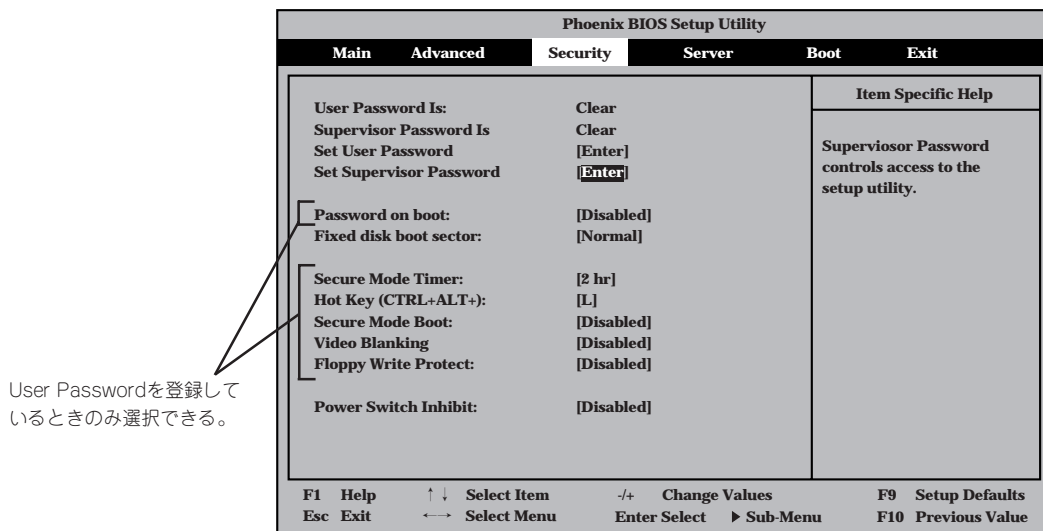 Phoenix BIOS Setup Utility
Main Advanced Security Server Boot Exit
User Password Is: Clear
Supervisor Password Is Clear
Set User Password [Enter]
Set Supervisor Password [Enter]
Password on boot: [Disabled]
Fixed disk boot sector: [Normal]
Secure Mode Timer: [2 hr]
Hot Key (CTRL+ALT+): [L]
Secure Mode Boot: [Disabled]
Video Blanking [Disabled]
Floppy Write Protect: [Disabled]
Power Switch Inhibit: [Disabled]
Item Specific Help
Superviosor Password
controls access to the
setup utility.
User Passwordを登録して
いるときのみ選択できる。
F1 Help ↑↓ Select Item -/+ Change Values F9 Setup Defaults
Esc Exit ←→ Select Menu Enter Select ▶ Sub-Menu F10 Previous Value